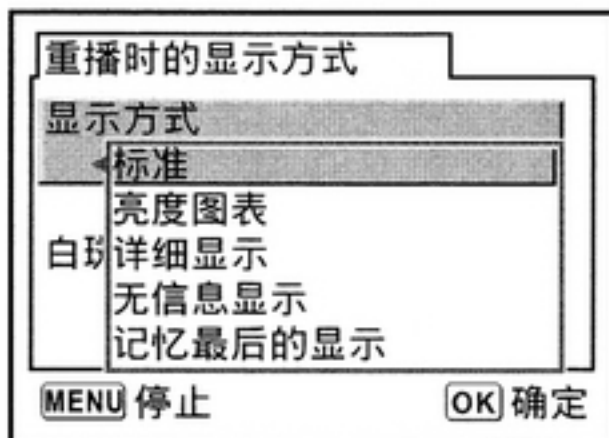 重播时的显示方式
显示方式
标准
亮度图表
白
详细显示
无信息显示
记忆最后的显示
MENU 停止
OK 确定